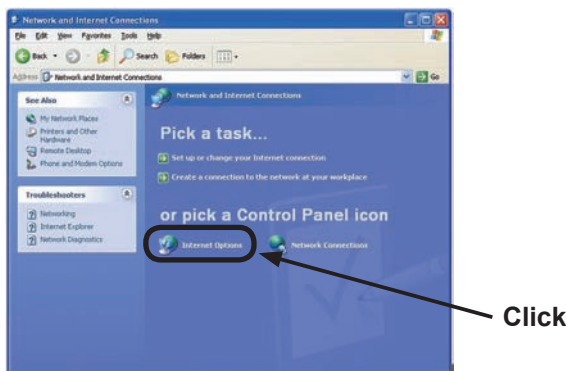 Network and Internet Connections
File Edit View Favorites Tools Help
Back Search Folders
Address Network and Internet Connections Go
See Also
My Network Places
Printers and Other
Hardware
Remote Desktop
Phone and Modem Options
Troubleshooters
Networking
Internet Explorer
Network Diagnostics
Network and Internet Connections
Pick a task...
Set up or change your Internet connection
Create a connection to the network at your workplace
or pick a Control Panel icon
Internet Options Network Connections
Click